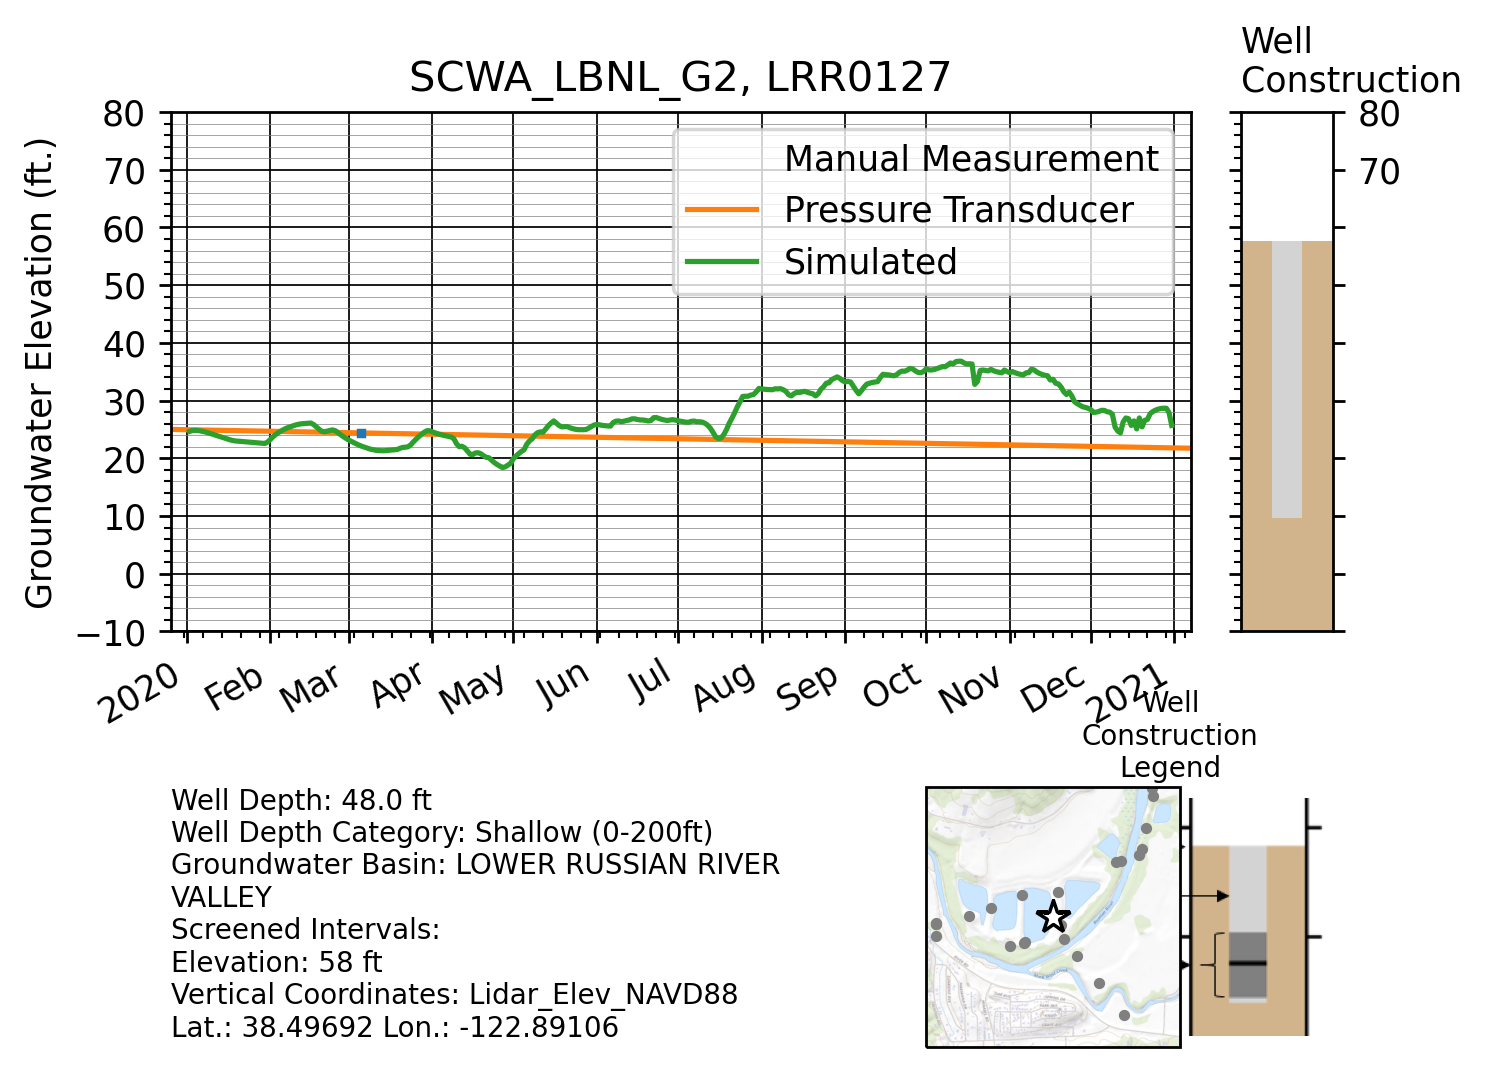 Well
Construction
SCWA_LBNL_G2, LRR0127
Groundwater Elevation (ft.)
80
70
60
50
40
30
20
10
0
−10
Manual Measurement
Pressure Transducer
Simulated
80
70
2020
Feb
Mar
Apr
May
Jun
Jul
Aug
Sep
Oct
Nov
Dec
2021
Well
Construction
Legend
Well Depth: 48.0 ft
Well Depth Category: Shallow (0-200ft)
Groundwater Basin: LOWER RUSSIAN RIVER
VALLEY
Screened Intervals:
Elevation: 58 ft
Vertical Coordinates: Lidar_Elev_NAVD88
Lat.: 38.49692 Lon.: -122.89106